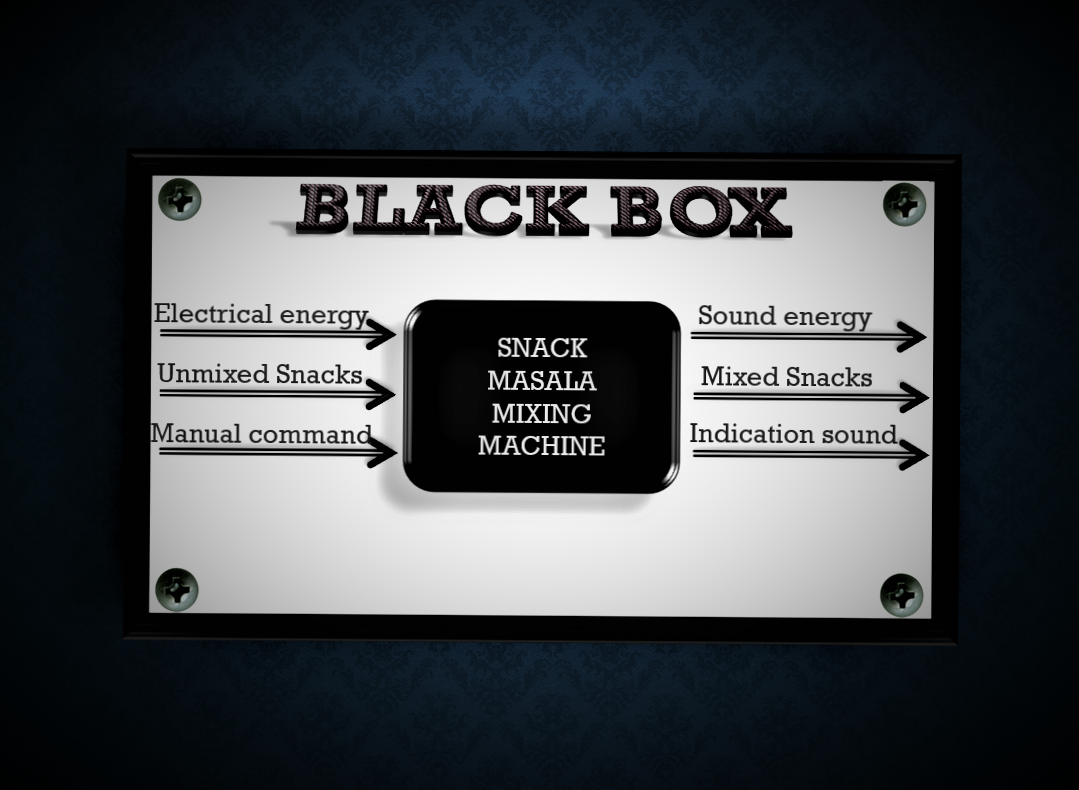 BLACK BOX
Electrical energy
Unmixed Snacks
Manual command
SNACK
MASALA
MIXING
MACHINE
Sound energy
Mixed Snacks
Indication sound